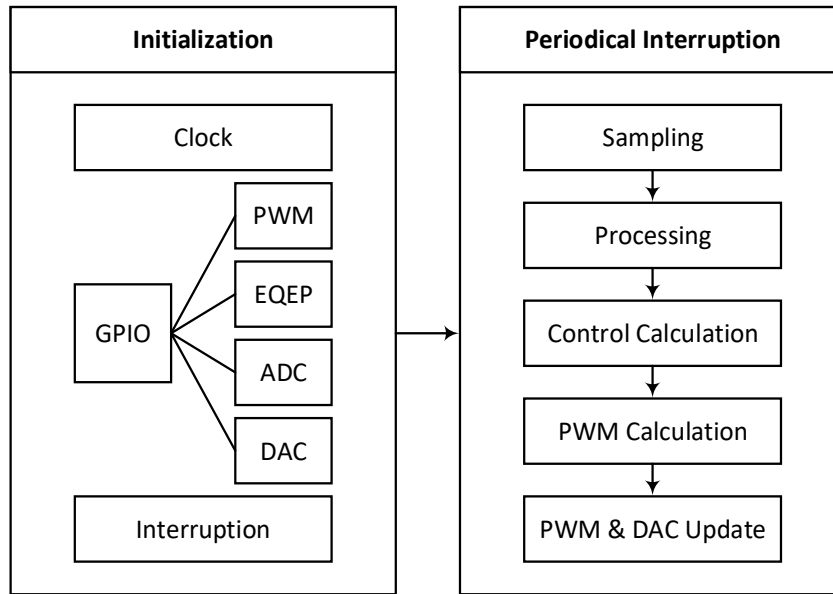 Initialization
Clock
PWM
EQEP
GPIO
ADC
DAC
Interruption
Periodical Interruption
Sampling
Processing
Control Calculation
PWM Calculation
PWM & DAC Update